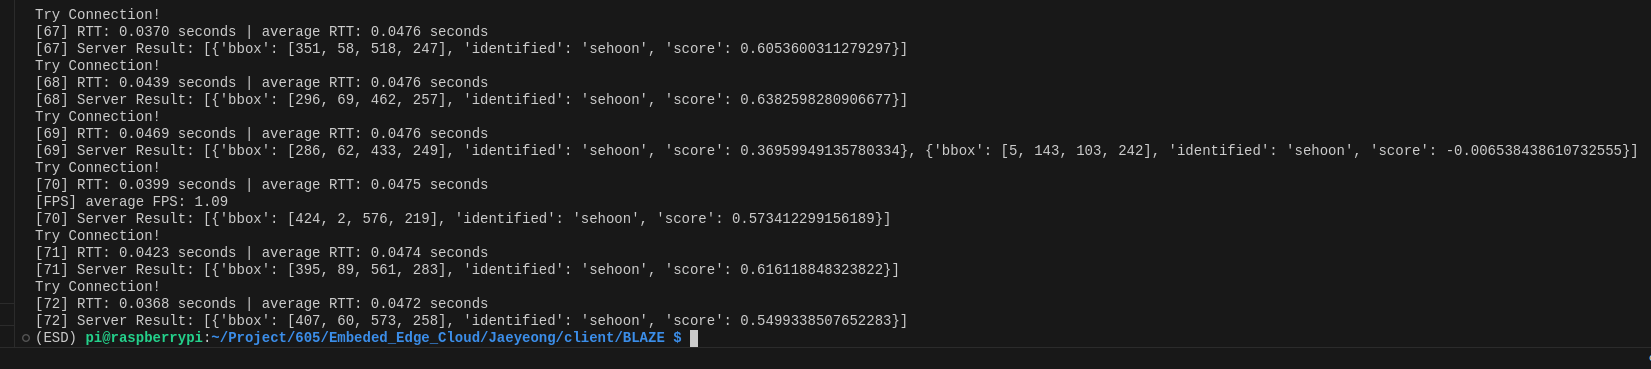 Try Connection!
[67] RTT: 0.0370 seconds | average RTT: 0.0476 seconds
[67] Server Result: [{'bbox': [351, 58, 518, 247], 'identified': 'sehoon', 'score': 0.6053600311279297}]
Try Connection!
[68] RTT: 0.0439 seconds | average RTT: 0.0476 seconds
[68] Server Result: [{'bbox': [296, 69, 462, 257], 'identified': 'sehoon', 'score': 0.6382598280906677}]
Try Connection!
[69] RTT: 0.0469 seconds | average RTT: 0.0476 seconds
[69] Server Result: [{'bbox': [286, 62, 433, 249], 'identified': 'sehoon', 'score': 0.36959949135780334}, {'bbox': [5, 143, 103, 242], 'identified': 'sehoon', 'score': -0.006538438610732555}]
Try Connection!
[70] RTT: 0.0399 seconds | average RTT: 0.0475 seconds
[FPS] average FPS: 1.09
[70] Server Result: [{'bbox': [424, 2, 576, 219], 'identified': 'sehoon', 'score': 0.573412299156189}]
Try Connection!
[71] RTT: 0.0423 seconds | average RTT: 0.0474 seconds
[71] Server Result: [{'bbox': [395, 89, 561, 283], 'identified': 'sehoon', 'score': 0.616118848323822}]
Try Connection!
[72] RTT: 0.0368 seconds | average RTT: 0.0472 seconds
[72] Server Result: [{'bbox': [407, 60, 573, 258], 'identified': 'sehoon', 'score': 0.5499338507652283}]
(ESD) pi@raspberrypi:~/Project/605/Embeded_Edge_Cloud/Jaeyeong/client/BLAZE $